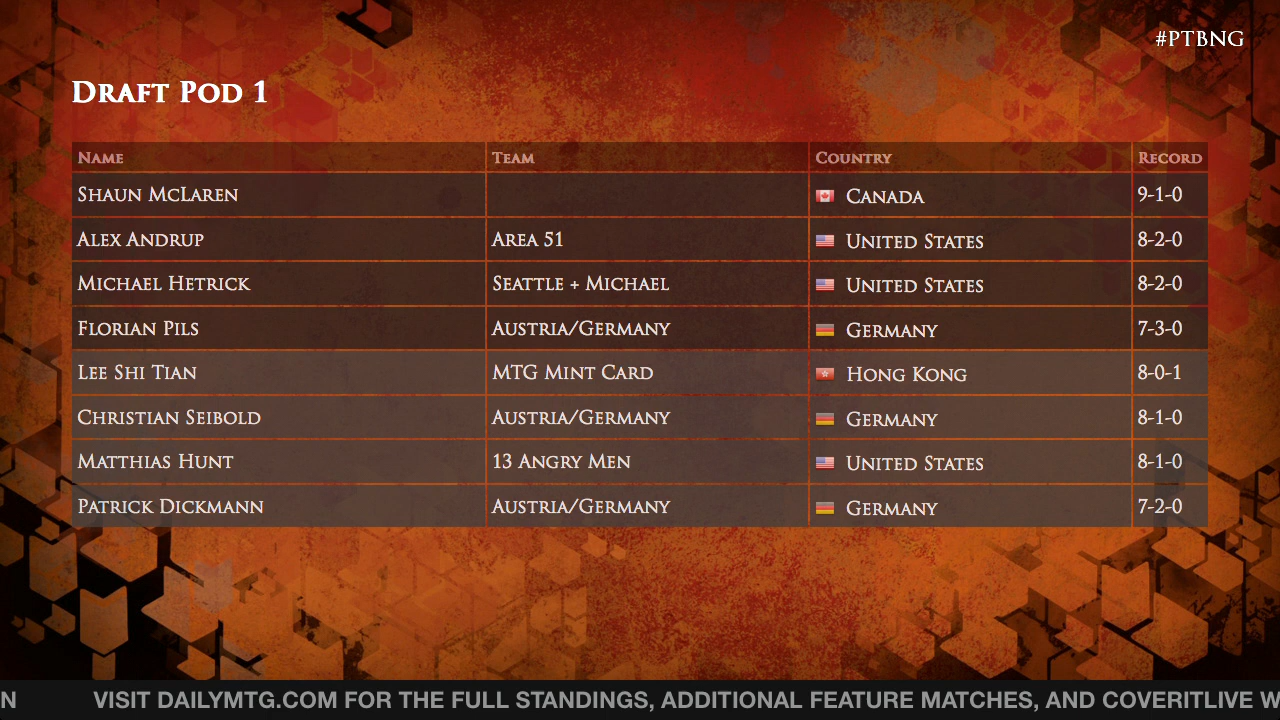 #PTBNG
Draft Pod 1
Name Team Country Record
Shaun McLaren Canada 9-1-0
Alex Andrup Area 51 United States 8-2-0
Michael Hetrick Seattle + Michael United States 8-2-0
Florian Pils Austria/Germany Germany 7-3-0
Lee Shi Tian MTG Mint Card Hong Kong 8-0-1
Christian Seibold Austria/Germany Germany 8-1-0
Matthias Hunt 13 Angry Men United States 8-1-0
Patrick Dickmann Austria/Germany Germany 7-2-0
N VISIT DAILYMTG.COM FOR THE FULL STANDINGS, ADDITIONAL FEATURE MATCHES, AND COVERITLIVE W